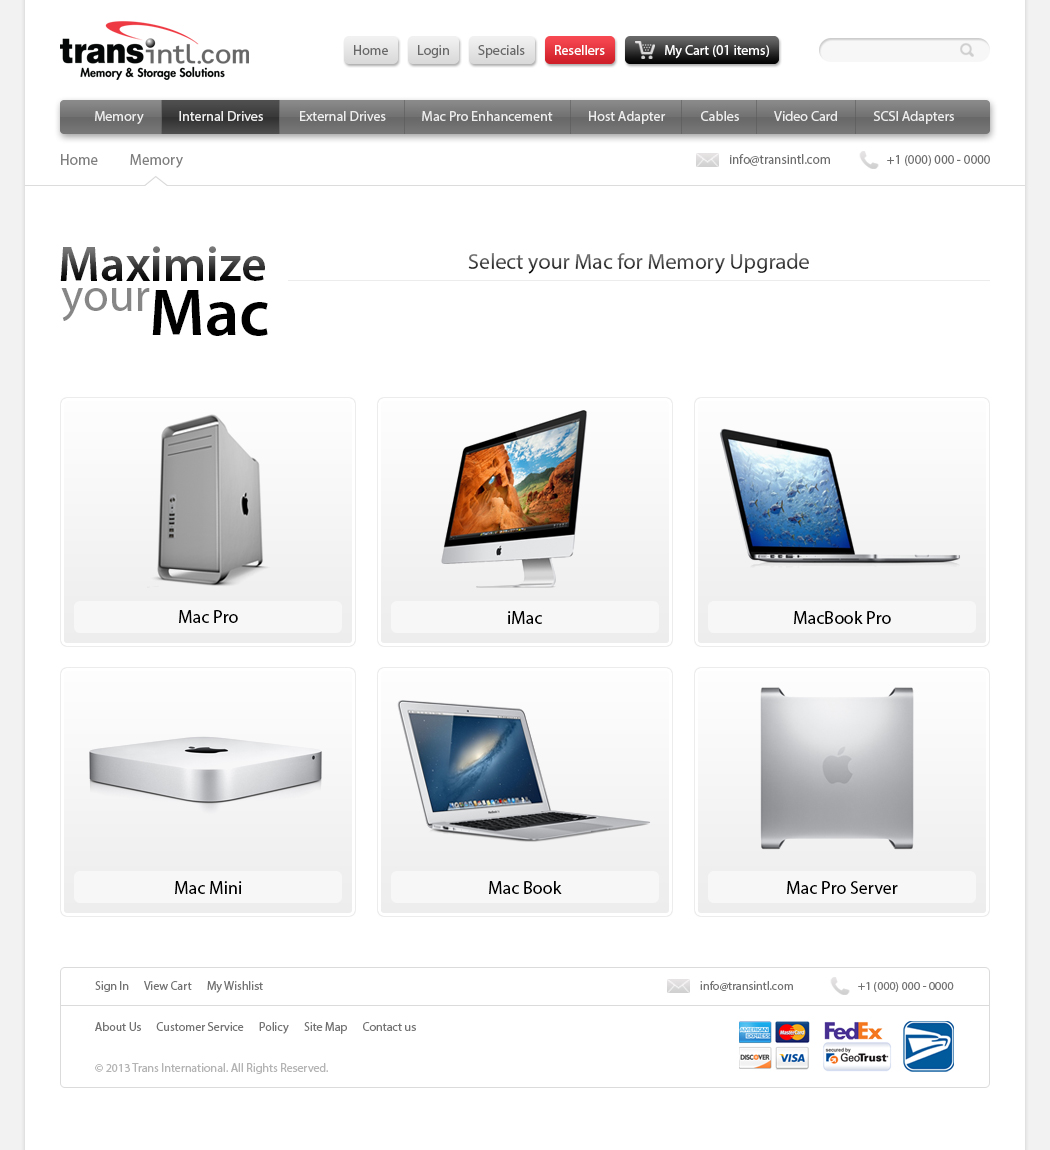 transintl.com
Memory & Storage Solutions
Home Login Specials Resellers My Cart (01 items)
Memory Internal Drives External Drives Mac Pro Enhancement Host Adapter Cables Video Card SCSI Adapters
Home Memory info@transintl.com +1 (000) 000 - 0000
Maximize
your Mac
Select your Mac for Memory Upgrade
Mac Pro iMac MacBook Pro
Mac Mini Mac Book Mac Pro Server
Sign In View Cart My Wishlist info@transintl.com +1 (000) 000 - 0000
About Us Customer Service Policy Site Map Contact us
AMERICAN EXPRESS MasterCard FedEx
DISCOVER VISA secured by GeoTrust
© 2013 Trans International. All Rights Reserved.